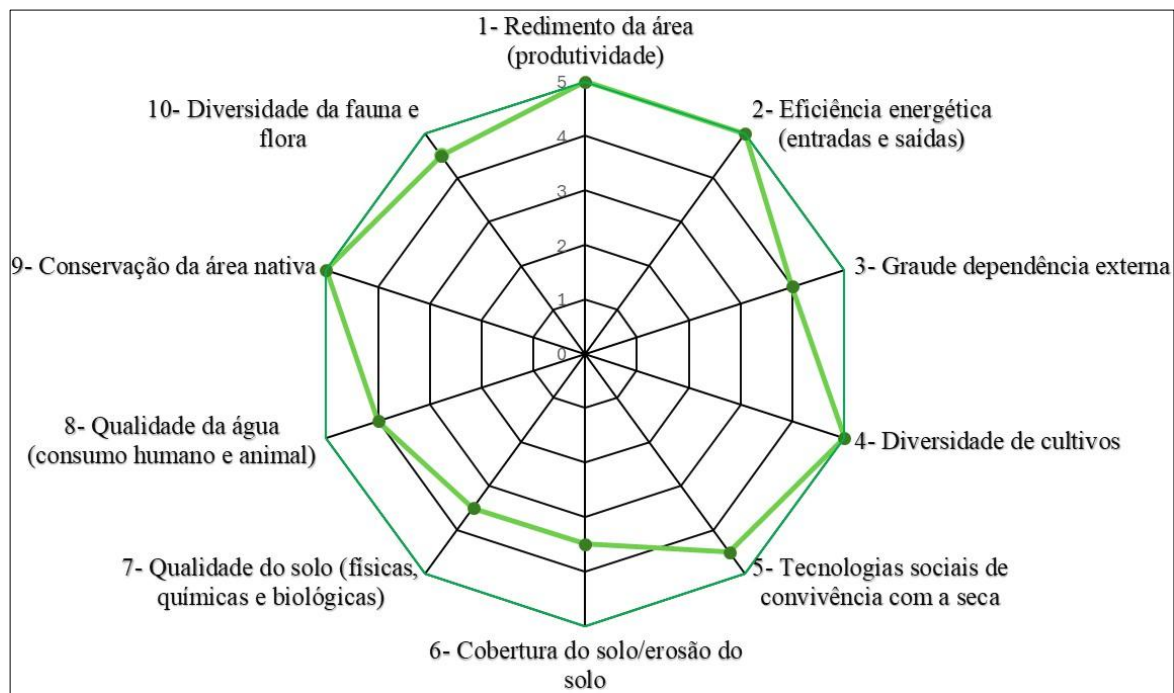 1- Redimento da área
(produtividade)
2- Eficiência energética
(entradas e saídas)
3- Graude dependência externa
4- Diversidade de cultivos
5- Tecnologias sociais de
convivência com a seca
6- Cobertura do solo/erosão do
solo
7- Qualidade do solo (físicas,
químicas e biológicas)
8- Qualidade da água
(consumo humano e animal)
9- Conservação da área nativa
10- Diversidade da fauna e
flora
5
4
3
2
1
0